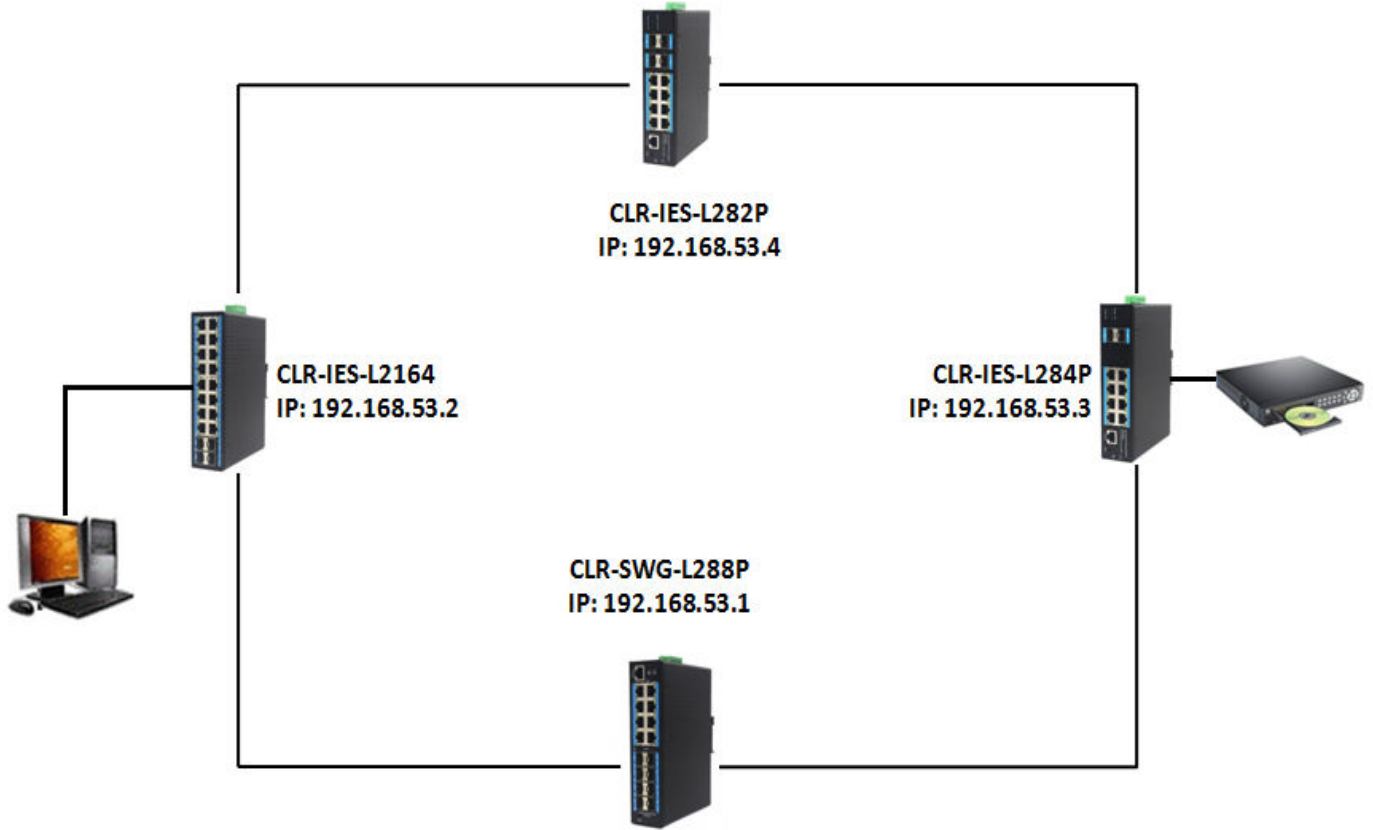 CLR-IES-L282P
IP: 192.168.53.4
CLR-IES-L2164
IP: 192.168.53.2
CLR-IES-L284P
IP: 192.168.53.3
CLR-SWG-L288P
IP: 192.168.53.1